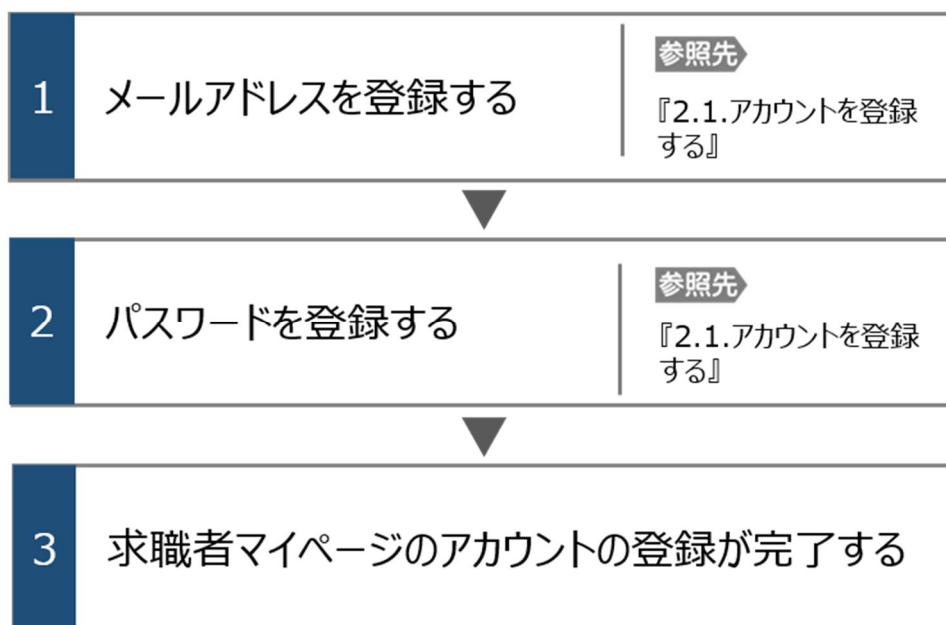 1
メールアドレスを登録する
参照先
『2.1.アカウントを登録
する』
2
パスワードを登録する
参照先
『2.1.アカウントを登録
する』
3
求職者マイページのアカウントの登録が完了する